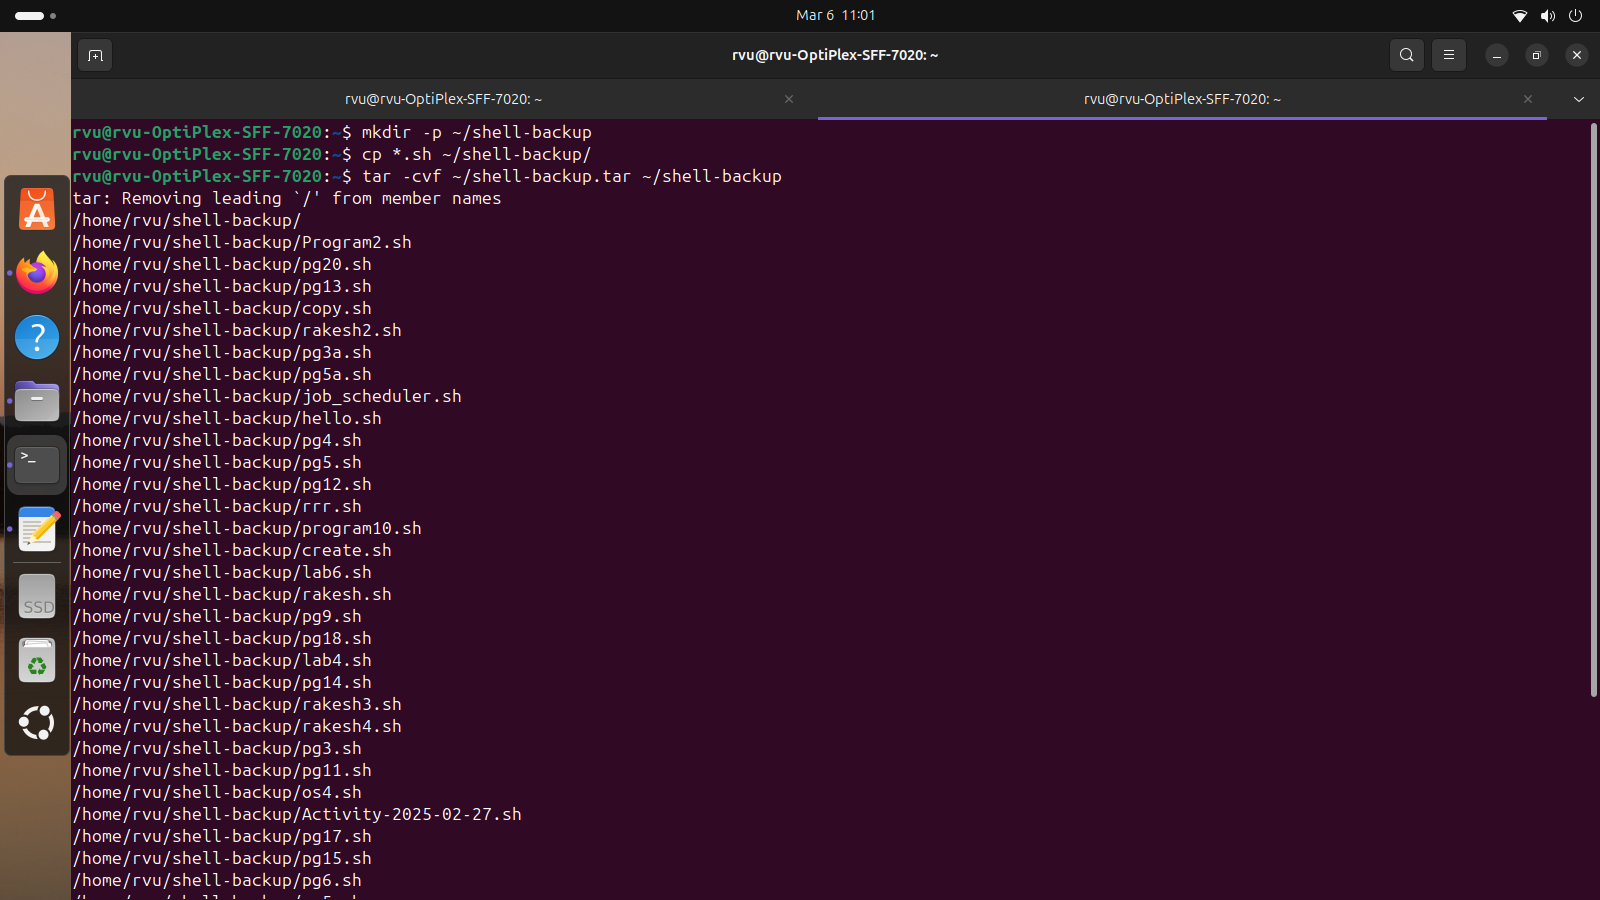 Mar 6 11:01
rvu@rvu-OptiPlex-SFF-7020: ~
rvu@rvu-OptiPlex-SFF-7020: ~
rvu@rvu-OptiPlex-SFF-7020: ~
rvu@rvu-OptiPlex-SFF-7020:~$ mkdir -p ~/shell-backup
rvu@rvu-OptiPlex-SFF-7020:~$ cp *.sh ~/shell-backup/
rvu@rvu-OptiPlex-SFF-7020:~$ tar -cvf ~/shell-backup.tar ~/shell-backup
tar: Removing leading `/' from member names
/home/rvu/shell-backup/
/home/rvu/shell-backup/Program2.sh
/home/rvu/shell-backup/pg20.sh
/home/rvu/shell-backup/pg13.sh
/home/rvu/shell-backup/copy.sh
/home/rvu/shell-backup/rakesh2.sh
/home/rvu/shell-backup/pg3a.sh
/home/rvu/shell-backup/pg5a.sh
/home/rvu/shell-backup/job_scheduler.sh
/home/rvu/shell-backup/hello.sh
/home/rvu/shell-backup/pg4.sh
/home/rvu/shell-backup/pg5.sh
/home/rvu/shell-backup/pg12.sh
/home/rvu/shell-backup/rrr.sh
/home/rvu/shell-backup/program10.sh
/home/rvu/shell-backup/create.sh
/home/rvu/shell-backup/lab6.sh
/home/rvu/shell-backup/rakesh.sh
/home/rvu/shell-backup/pg9.sh
/home/rvu/shell-backup/pg18.sh
/home/rvu/shell-backup/lab4.sh
/home/rvu/shell-backup/pg14.sh
/home/rvu/shell-backup/rakesh3.sh
/home/rvu/shell-backup/rakesh4.sh
/home/rvu/shell-backup/pg3.sh
/home/rvu/shell-backup/pg11.sh
/home/rvu/shell-backup/os4.sh
/home/rvu/shell-backup/Activity-2025-02-27.sh
/home/rvu/shell-backup/pg17.sh
/home/rvu/shell-backup/pg15.sh
/home/rvu/shell-backup/pg6.sh
SSD